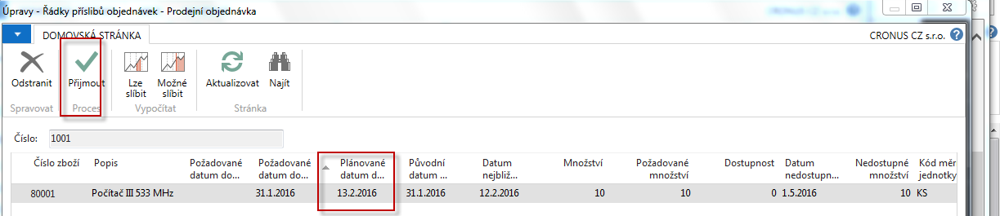 Úpravy - Řádky příslibů objednávek - Prodejní objednávka
DOMOVSKÁ STRÁNKA
CRONUS CZ s.r.o.
Odstranit
Přijmout
Lze slíbit
Možné slíbit
Aktualizovat
Najít
Spravovat
Proces
Vypočítat
Stránka
Číslo: 1001
Číslo zboží Popis Požadované Požadované Plánované Původní Datum Množství Požadované Dostupnost Datum Nedostupné Kód měr
datum do... datum do... datum d... datum ... nejbliž... množství nedostupn... množství jednotky
80001 Počítač III 533 MHz 31.1.2016 13.2.2016 31.1.2016 12.2.2016 10 10 0 1.5.2016 10 KS